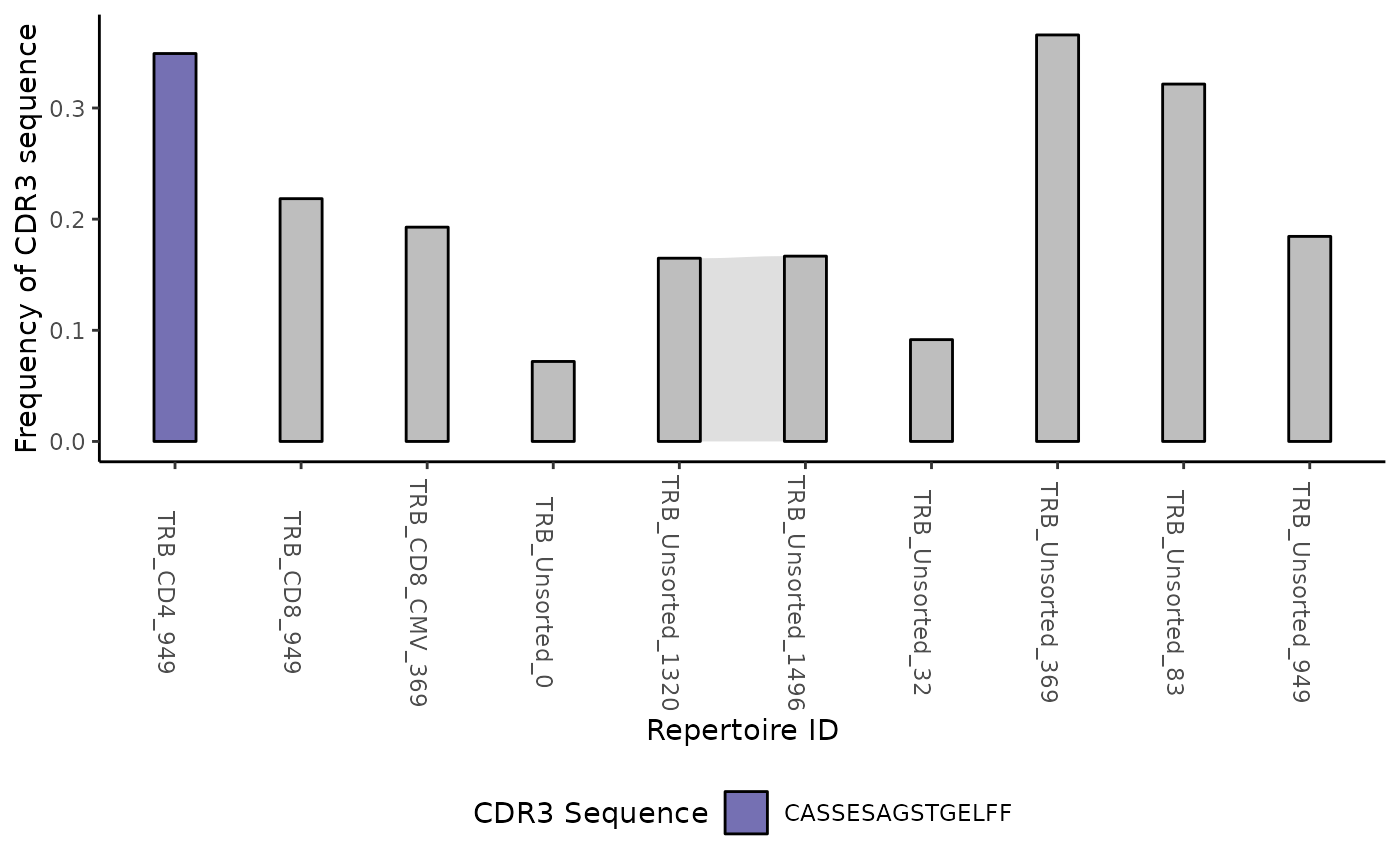 Frequency of CDR3 sequence
0.3
0.2
0.1
0.0
TRB_CD4_949
TRB_CD8_949
TRB_CD8_CMV_369
TRB_Unsorted_0
TRB_Unsorted_1320
TRB_Unsorted_1496
TRB_Unsorted_32
TRB_Unsorted_369
TRB_Unsorted_83
TRB_Unsorted_949
Repertoire ID
CDR3 Sequence CASSESAGSTGELFF